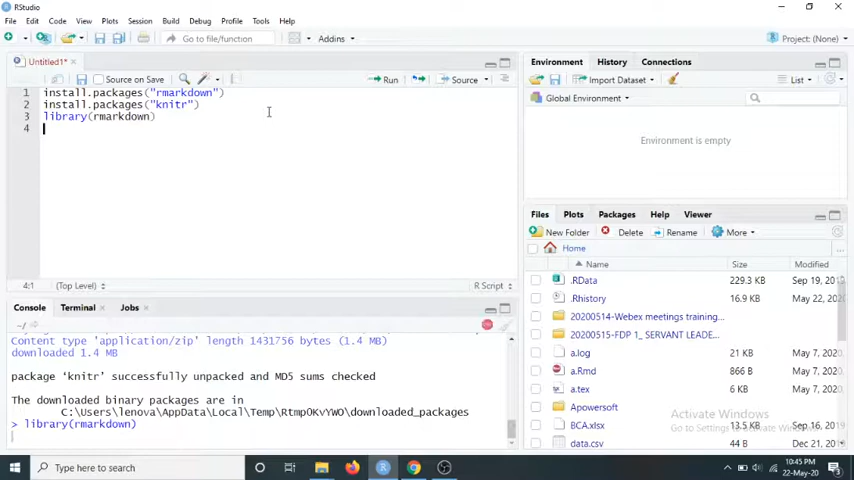 RStudio
File Edit Code View Plots Session Build Debug Profile Tools Help
Go to file/function
Addins
Project: (None)
Untitled1*
Source on Save
Run
Source
1 install.packages("rmarkdown")
2 install.packages("knitr")
3 library(rmarkdown)
4
4:1 (Top Level)
R Script
Console Terminal Jobs
~/
Content type 'application/zip' length 1431756 bytes (1.4 MB)
downloaded 1.4 MB
package ‘knitr’ successfully unpacked and MD5 sums checked
The downloaded binary packages are in
C:\Users\lenova\AppData\Local\Temp\RtmpOKvYWO\downloaded_packages
> library(rmarkdown)
Environment History Connections
Import Dataset
List
Global Environment
Environment is empty
Files Plots Packages Help Viewer
New Folder Delete Rename More
Home
Name Size Modified
.RData 229.3 KB Sep 19, 201
.Rhistory 16.9 KB May 22, 2020
20200514-Webex meetings training...
20200515-FDP 1_ SERVANT LEADE...
a.log 21 KB May 7, 2020,
a.Rmd 866 B May 7, 2020,
a.tex 6 KB May 7, 2020,
Apowersoft
BCA.xlsx 13.5 KB Sep 16, 201
data.csv 44 B Dec 21, 201
Activate Windows
Go to Settings to activate Windows.
Type here to search
10:45 PM
22-May-20